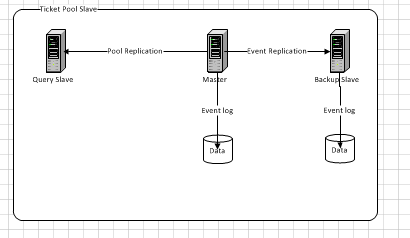 Ticket Pool Slave
Pool Replication
Event Replication
Query Slave
Master
Backup Slave
Event log
Event log
Data
Data